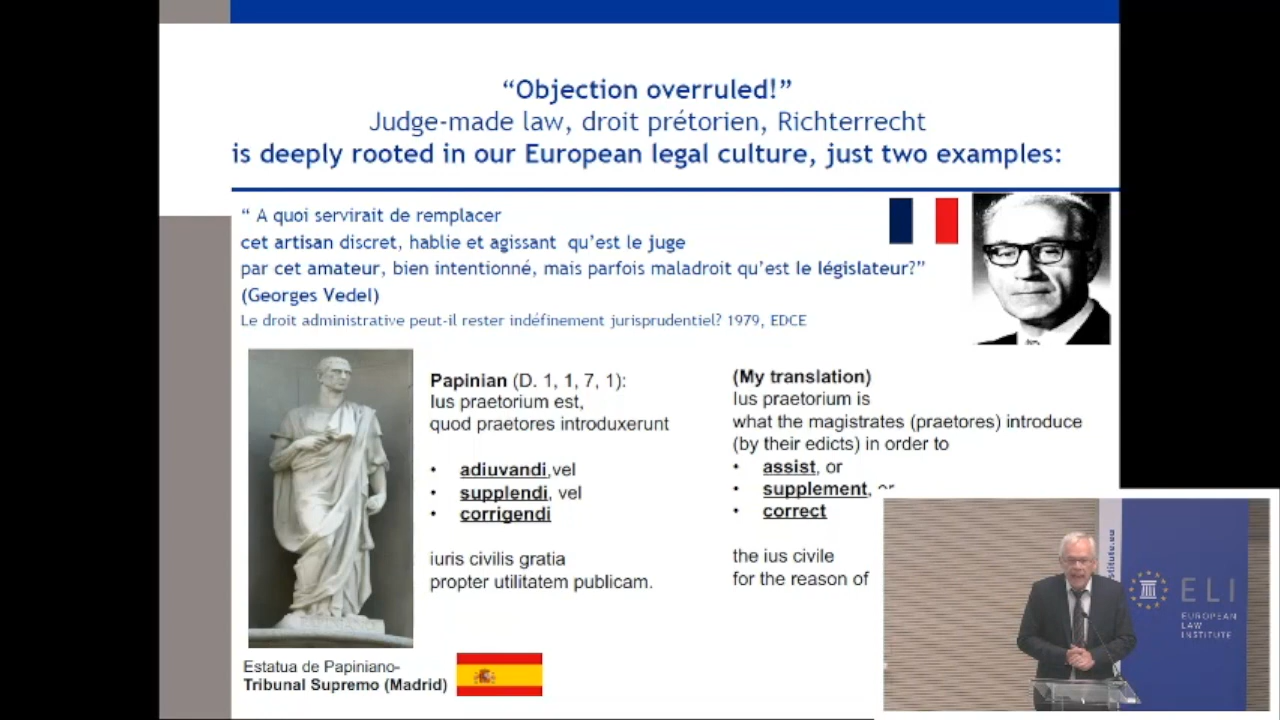 “Objection overruled!”
Judge-made law, droit prétorien, Richterrecht
is deeply rooted in our European legal culture, just two examples:
“ A quoi servirait de remplacer
cet artisan discret, hablie et agissant qu’est le juge
par cet amateur, bien intentionné, mais parfois maladroit qu’est le législateur?”
(Georges Vedel)
Le droit administrative peut-il rester indéfinement jurisprudentiel? 1979, EDCE
Papinian (D. 1, 1, 7, 1):
Ius praetorium est,
quod praetores introduxerunt
• adiuvandi,vel
• supplendi, vel
• corrigendi
iuris civilis gratia
propter utilitatem publicam.
(My translation)
Ius praetorium is
what the magistrates (praetores) introduce
(by their edicts) in order to
• assist, or
• supplement, or
• correct
the ius civile
for the reason of
Estatua de Papiniano-
Tribunal Supremo (Madrid)
ELI
EUROPEAN
LAW
INSTITUTE